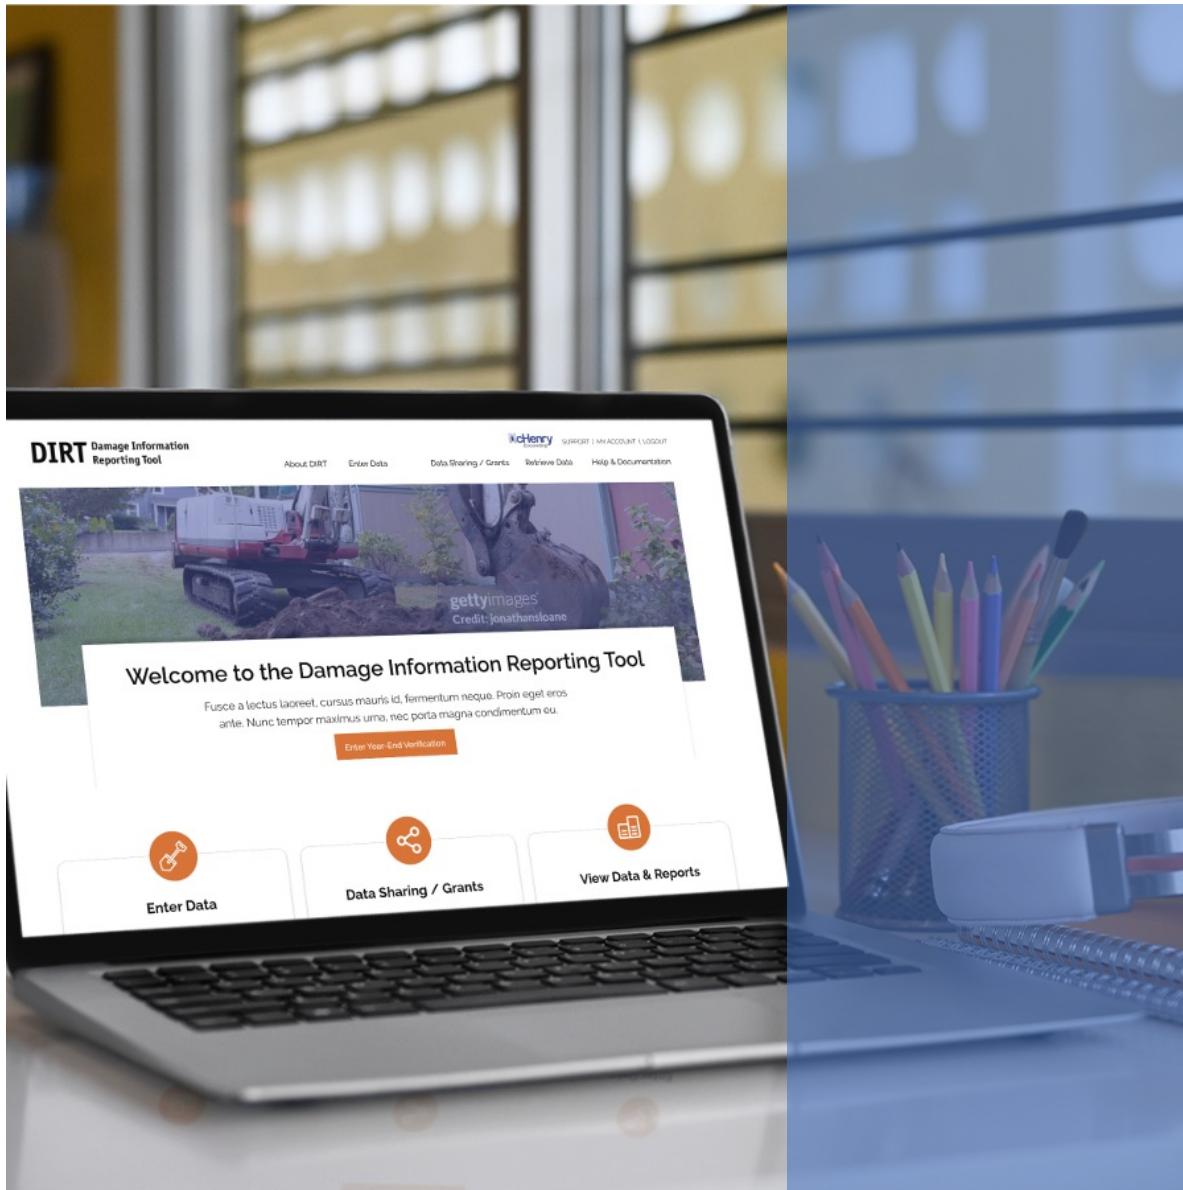 DIRT Damage Information
Reporting Tool
McHenry
SUPPORT | MY ACCOUNT | LOGOUT
About DIRT Enter Data Data Sharing / Grants Retrieve Data Help & Documentation
gettyimages
Credit: jonathansloane
Welcome to the Damage Information Reporting Tool
Fusce a lectus laoreet, cursus mauris id, fermentum neque. Proin eget eros
ante. Nunc tempor maximus urna, nec porta magna condimentum eu.
Enter Year-End Verification
Enter Data
Data Sharing / Grants
View Data & Reports